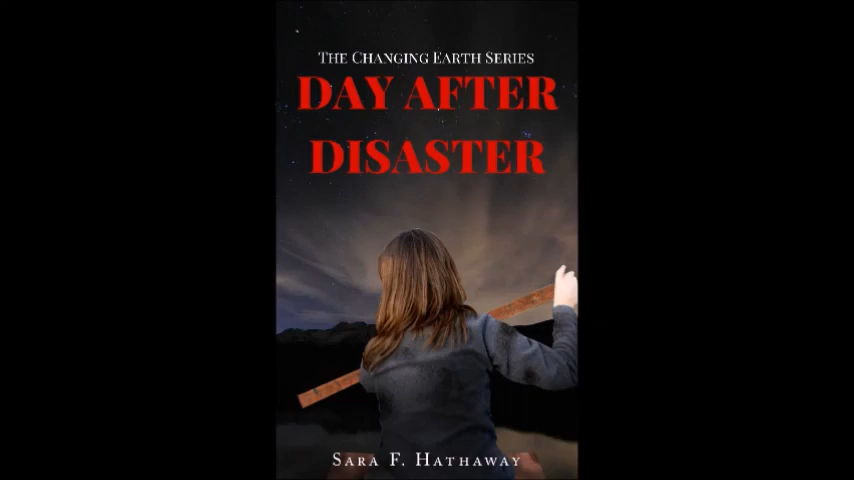 The Changing Earth Series
DAY AFTER
DISASTER
Sara F. Hathaway